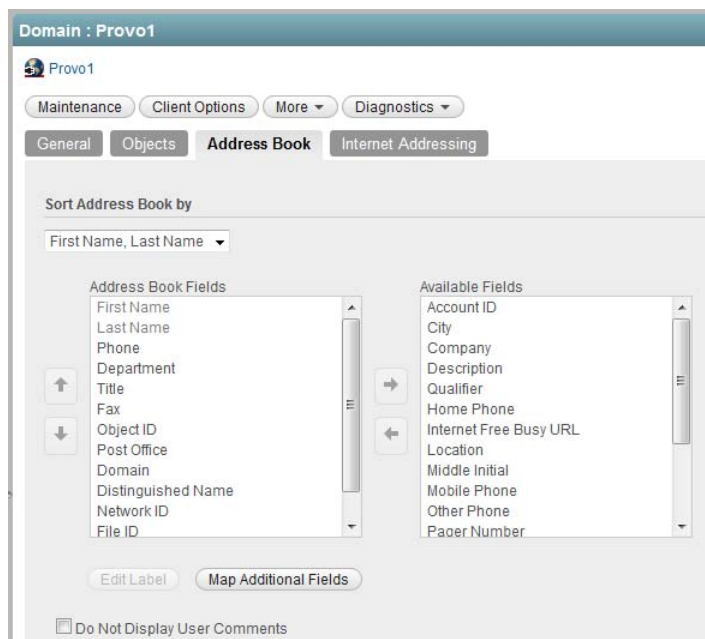 Domain : Provo1
Provo1
Maintenance Client Options More Diagnostics
General Objects Address Book Internet Addressing
Sort Address Book by
First Name, Last Name
Address Book Fields
First Name
Last Name
Phone
Department
Title
Fax
Object ID
Post Office
Domain
Distinguished Name
Network ID
File ID
Available Fields
Account ID
City
Company
Description
Qualifier
Home Phone
Internet Free Busy URL
Location
Middle Initial
Mobile Phone
Other Phone
Pager Number
Edit Label Map Additional Fields
Do Not Display User Comments